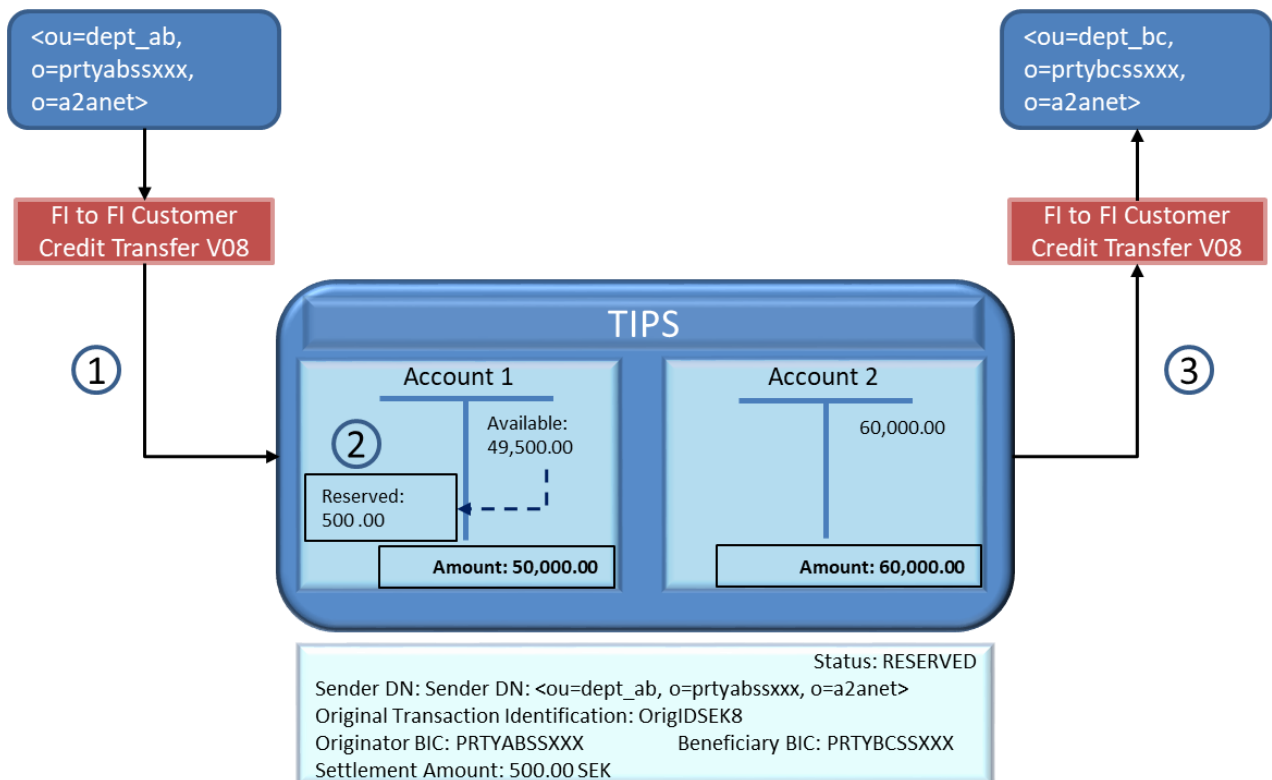 <ou=dept_ab,
o=prtyabssxxx,
o=a2anet>
<ou=dept_bc,
o=prtybcssxxx,
o=a2anet>
FI to FI Customer
Credit Transfer V08
FI to FI Customer
Credit Transfer V08
TIPS
1
3
Account 1
Available:
49,500.00
2
Reserved:
500 .00
Amount: 50,000.00
Account 2
60,000.00
Amount: 60,000.00
Status: RESERVED
Sender DN: Sender DN: <ou=dept_ab, o=prtyabssxxx, o=a2anet>
Original Transaction Identification: OrigIDSEK8
Originator BIC: PRTYABSSXXX Beneficiary BIC: PRTYBCSSXXX
Settlement Amount: 500.00 SEK